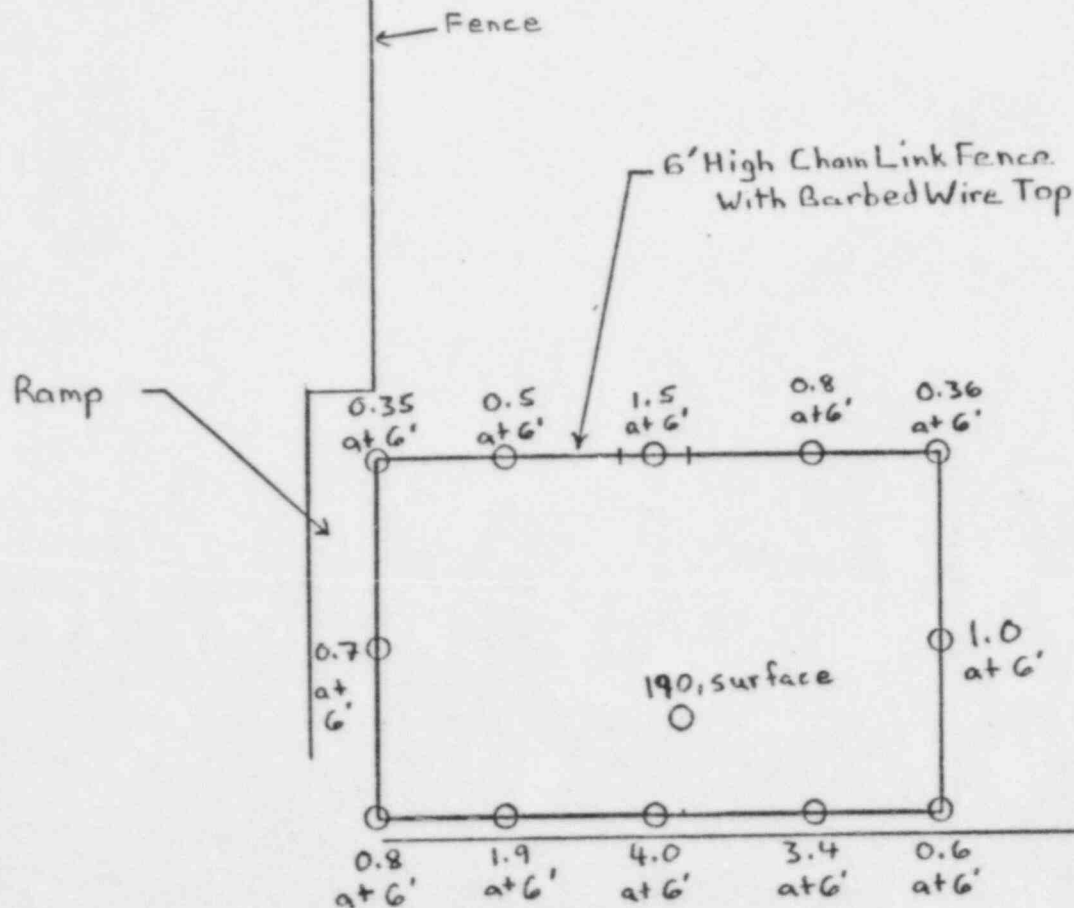 Fence
6' High Chain Link Fence
With Barbed Wire Top
Ramp
0.35
at 6'
0.5
at 6'
1.5
at 6'
0.8
at 6'
0.36
at 6'
0.7
at
6'
1.0
at 6'
190, surface
0.8
at 6'
1.9
at 6'
4.0
at 6'
3.4
at 6'
0.6
at 6'